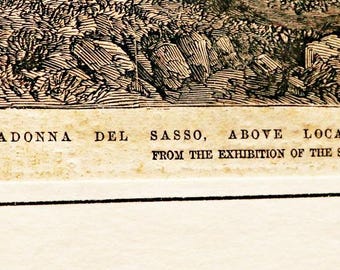 ADONNA DEL SASSO, ABOVE LOCA
FROM THE EXHIBITION OF THE S